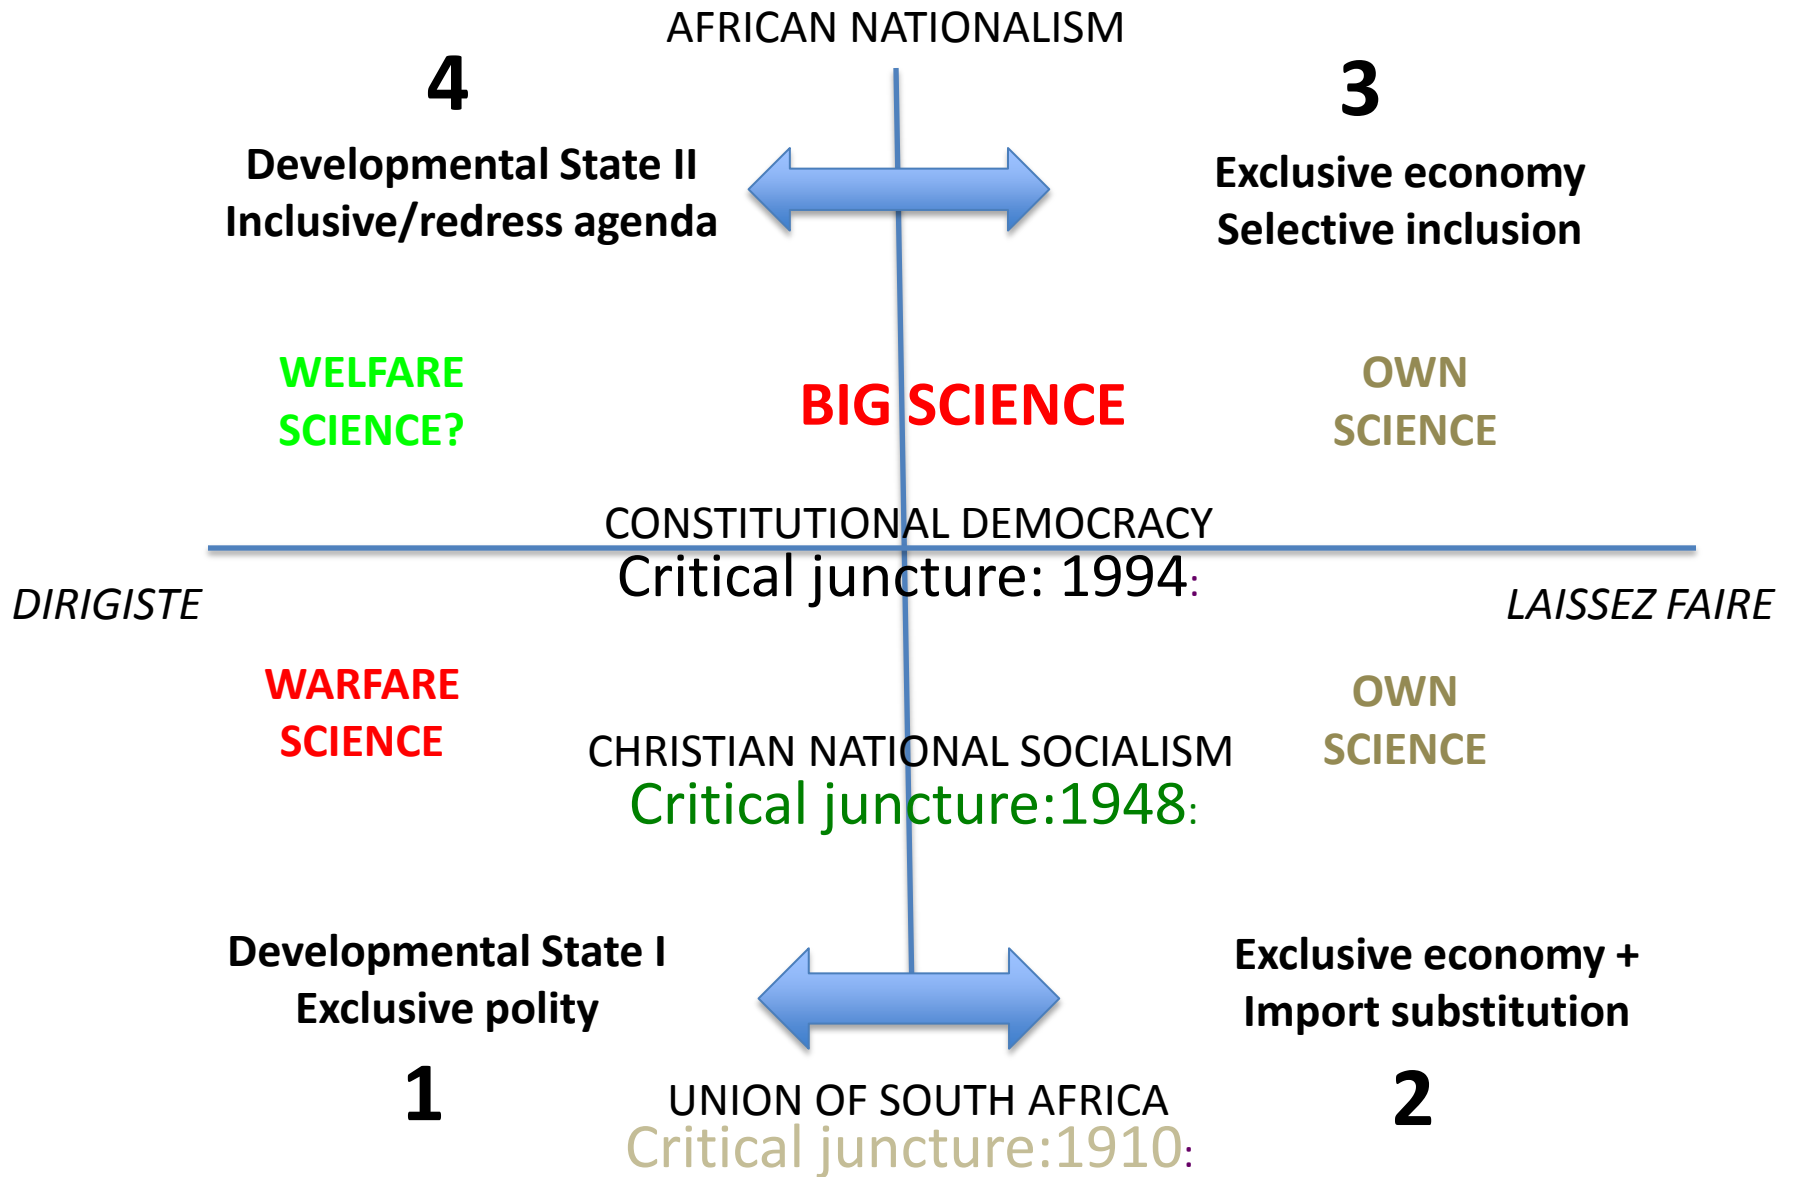 AFRICAN NATIONALISM
4
3
Developmental State II
Inclusive/redress agenda
Exclusive economy
Selective inclusion
WELFARE
SCIENCE?
BIG SCIENCE
OWN
SCIENCE
CONSTITUTIONAL DEMOCRACY
Critical juncture: 1994:
DIRIGISTE
LAISSEZ FAIRE
WARFARE
SCIENCE
OWN
SCIENCE
CHRISTIAN NATIONAL SOCIALISM
Critical juncture:1948:
Developmental State I
Exclusive polity
1
Exclusive economy +
Import substitution
2
UNION OF SOUTH AFRICA
Critical juncture:1910: